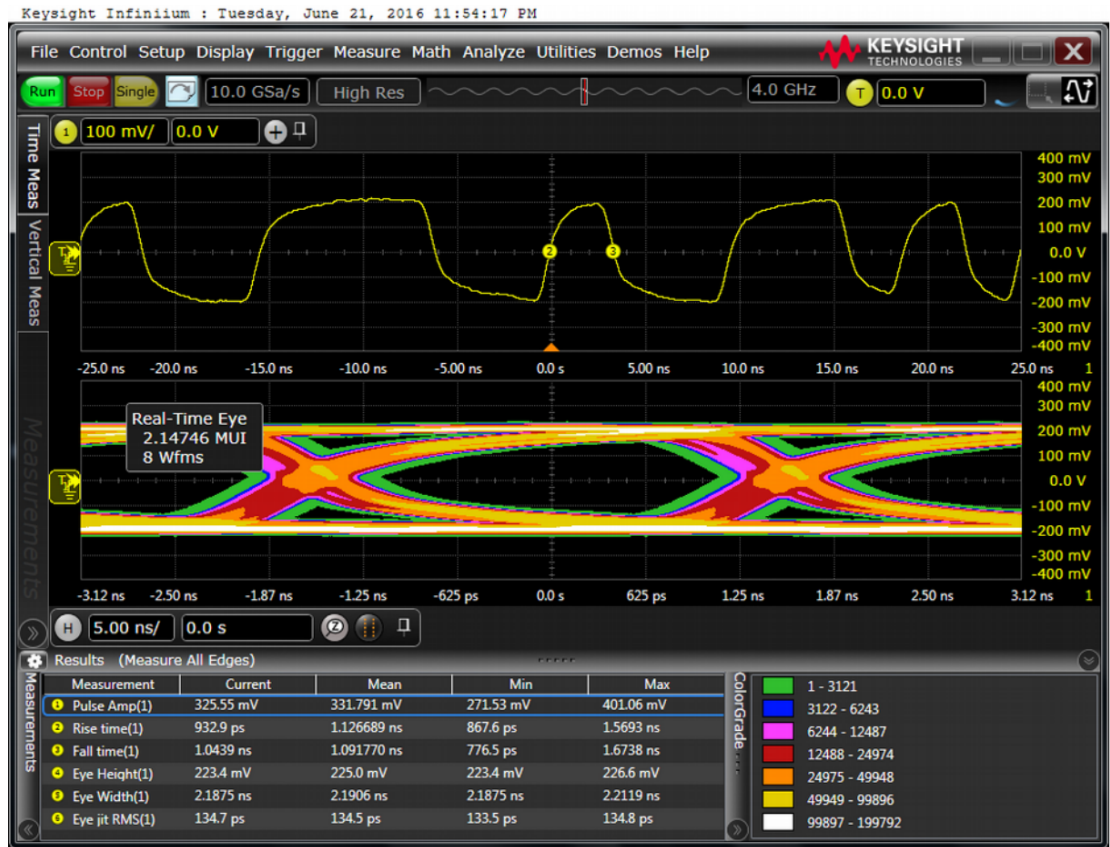 Keysight Infiniium : Tuesday, June 21, 2016 11:54:17 PM
File Control Setup Display Trigger Measure Math Analyze Utilities Demos Help
KEYSIGHT
TECHNOLOGIES
Run Stop Single 10.0 GSa/s High Res 4.0 GHz T 0.0 V
1 100 mV/ 0.0 V
Time Meas
Vertical Meas
Measurements
400 mV
300 mV
200 mV
100 mV
0.0 V
-100 mV
-200 mV
-300 mV
-400 mV
T
2 3
-25.0 ns -20.0 ns -15.0 ns -10.0 ns -5.00 ns 0.0 s 5.00 ns 10.0 ns 15.0 ns 20.0 ns 25.0 ns 1
400 mV
300 mV
200 mV
100 mV
0.0 V
-100 mV
-200 mV
-300 mV
-400 mV
Real-Time Eye
2.14746 MUI
8 Wfms
T
-3.12 ns -2.50 ns -1.87 ns -1.25 ns -625 ps 0.0 s 625 ps 1.25 ns 1.87 ns 2.50 ns 3.12 ns 1
H 5.00 ns/ 0.0 s Z
Results (Measure All Edges)
Measurements
Measurement Current Mean Min Max
1 Pulse Amp(1) 325.55 mV 331.791 mV 271.53 mV 401.06 mV
2 Rise time(1) 932.9 ps 1.126689 ns 867.6 ps 1.5693 ns
3 Fall time(1) 1.0439 ns 1.091770 ns 776.5 ps 1.6738 ns
4 Eye Height(1) 223.4 mV 225.0 mV 223.4 mV 226.6 mV
5 Eye Width(1) 2.1875 ns 2.1906 ns 2.1875 ns 2.2119 ns
6 Eye jit RMS(1) 134.7 ps 134.5 ps 133.5 ps 134.8 ps
ColorGrade ...
1 - 3121
3122 - 6243
6244 - 12487
12488 - 24974
24975 - 49948
49949 - 99896
99897 - 199792